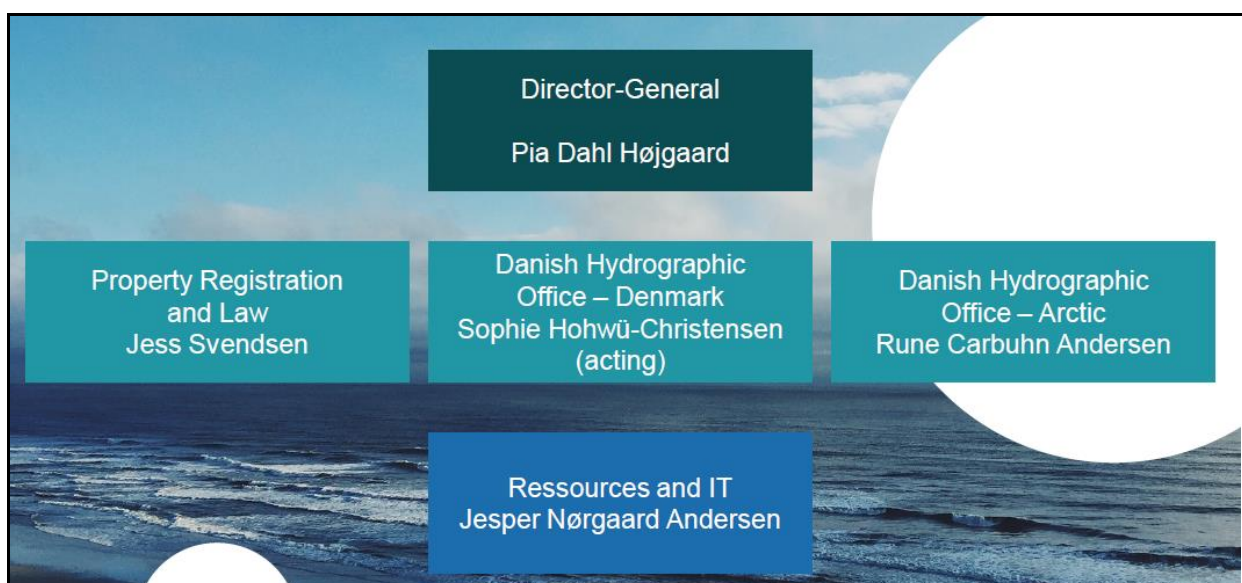 Director-General
Pia Dahl Højgaard
Property Registration
and Law
Jess Svendsen
Danish Hydrographic
Office – Denmark
Sophie Hohwü-Christensen
(acting)
Danish Hydrographic
Office – Arctic
Rune Carbuhn Andersen
Ressources and IT
Jesper Nørgaard Andersen